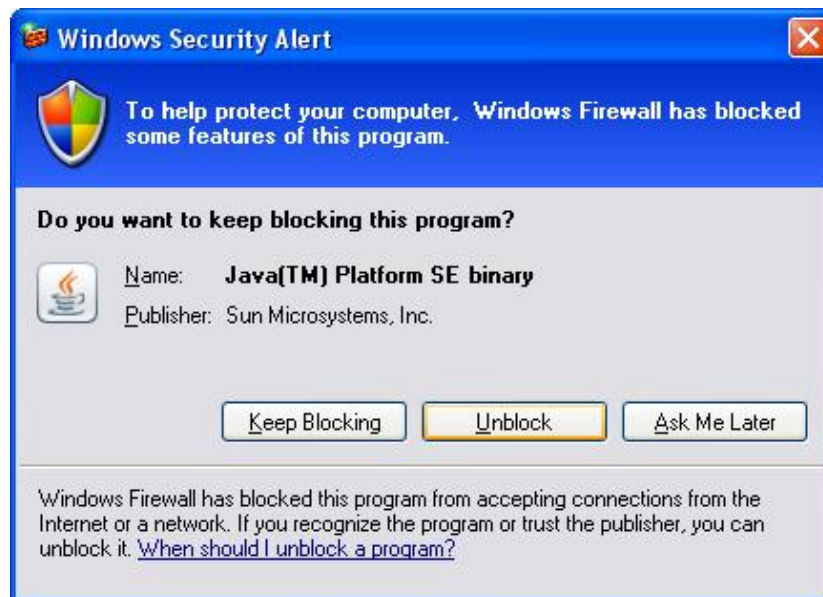 Windows Security Alert
To help protect your computer, Windows Firewall has blocked
some features of this program.
Do you want to keep blocking this program?
Name: Java(TM) Platform SE binary
Publisher: Sun Microsystems, Inc.
Keep Blocking Unblock Ask Me Later
Windows Firewall has blocked this program from accepting connections from the
Internet or a network. If you recognize the program or trust the publisher, you can
unblock it. When should I unblock a program?